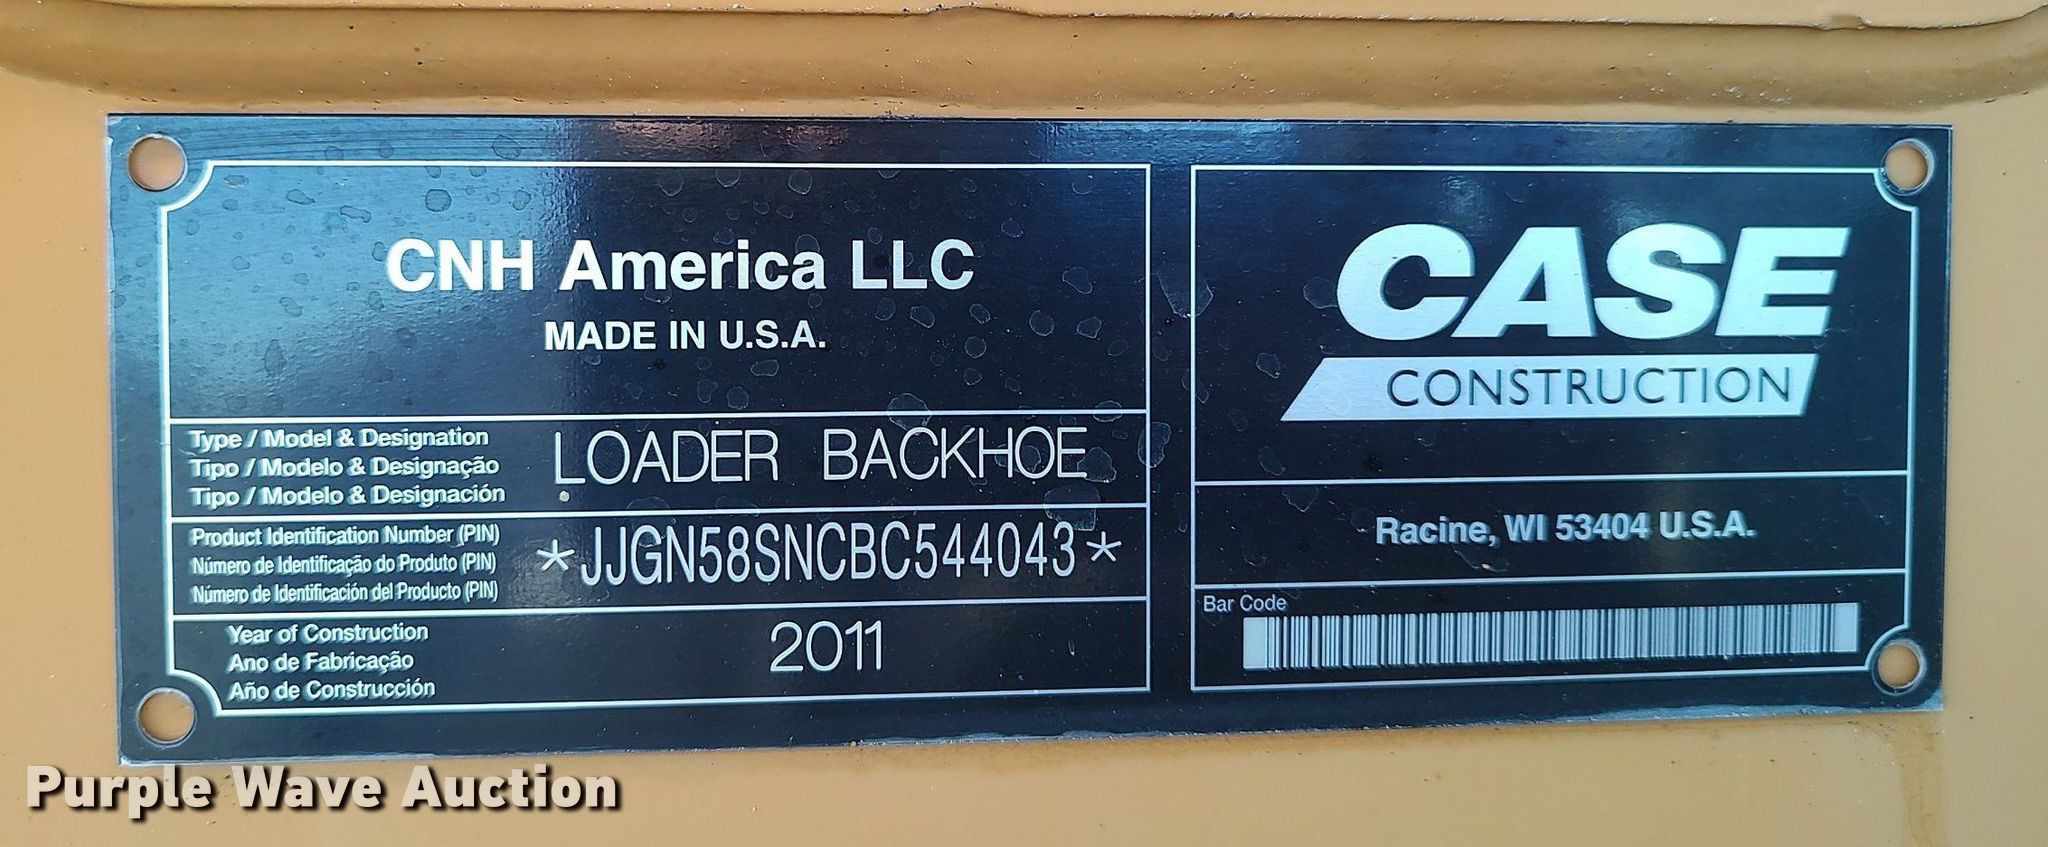 CNH America LLC
MADE IN U.S.A.
Type / Model & Designation
Tipo / Modelo & Designação
Tipo / Modelo & Designación
LOADER BACKHOE
Product Identification Number (PIN)
Número de Identificação do Produto (PIN)
Número de Identificación del Producto (PIN)
*JJGN58SNCBC544043*
Year of Construction
Ano de Fabricação
Año de Construcción
2011
CASE
CONSTRUCTION
Racine, WI 53404 U.S.A.
Bar Code
Purple Wave Auction